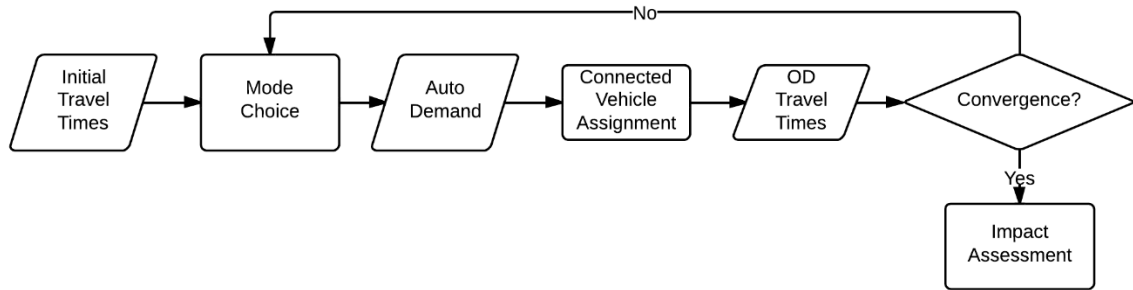 No
Initial
Travel
Times
Mode
Choice
Auto
Demand
Connected
Vehicle
Assignment
OD
Travel
Times
Convergence?
Yes
Impact
Assessment